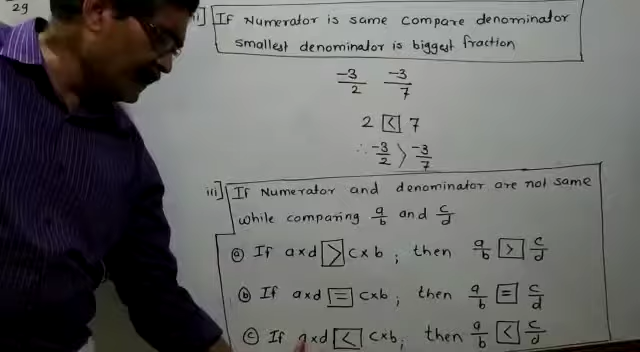 29
ii] If Numerator is same compare denominator
smallest denominator is biggest fraction
-3/2 -3/7
2 < 7
∴ -3/2 > -3/7
iii] If Numerator and denominator are not same
while comparing a/b and c/d
ⓐ If a×d > c×b ; then a/b > c/d
ⓑ If a×d = c×b ; then a/b = c/d
ⓒ If a×d < c×b ; then a/b < c/d